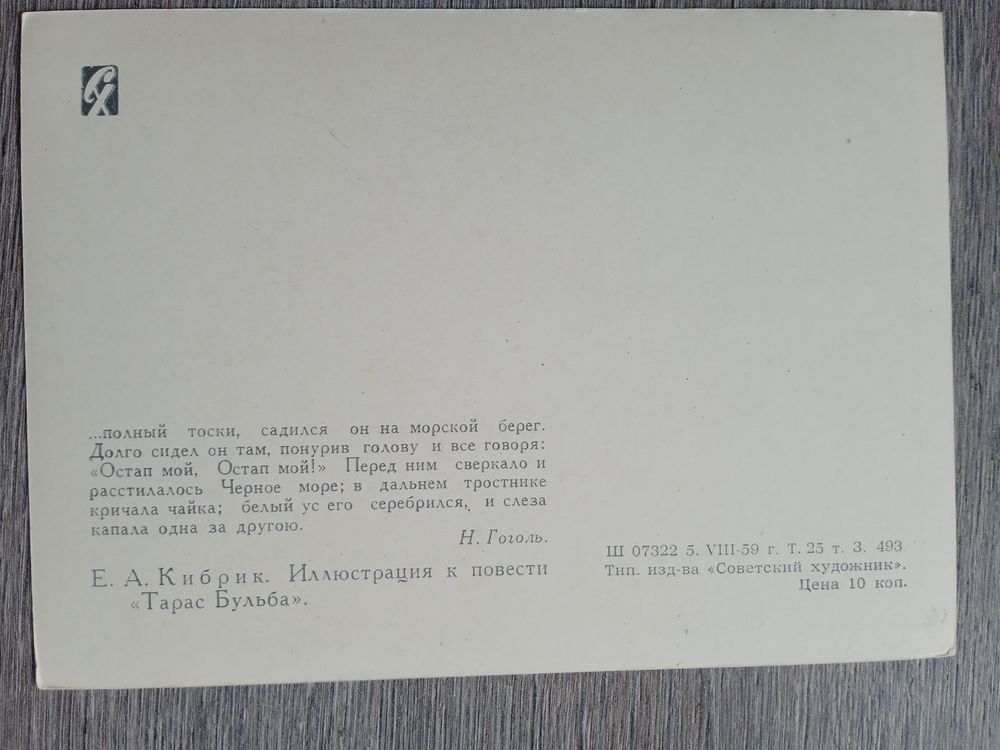 СХ
...полный тоски, садился он на морской берег.
Долго сидел он там, понурив голову и все говоря:
«Остап мой, Остап мой!» Перед ним сверкало и
расстилалось Черное море; в дальнем тростнике
кричала чайка; белый ус его серебрился, и слеза
капала одна за другою.
Н. Гоголь.
Е. А. Кибрик. Иллюстрация к повести
«Тарас Бульба».
Ш 07322 5. VIII-59 г. Т. 25 т. З. 493
Тип. изд-ва «Советский художник».
Цена 10 коп.